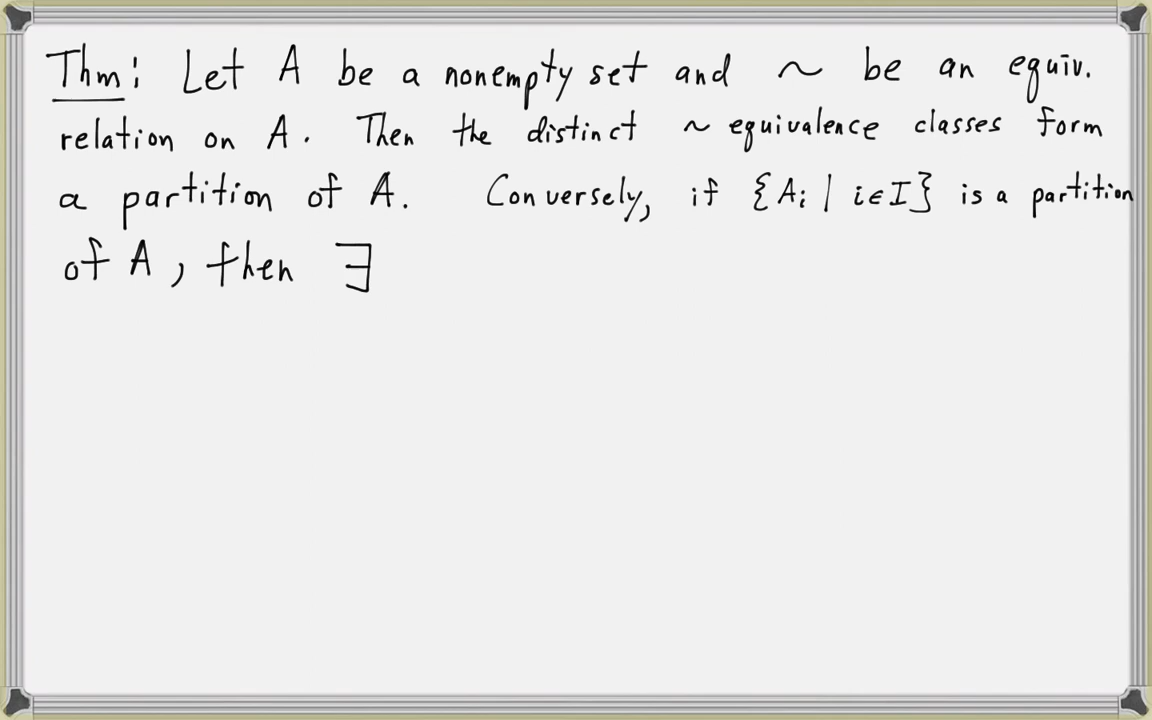 Thm: Let A be a nonempty set and ~ be an equiv.
relation on A. Then the distinct ~ equivalence classes form
a partition of A. Conversely, if {Aᵢ | i∈I} is a partition
of A, then ∃